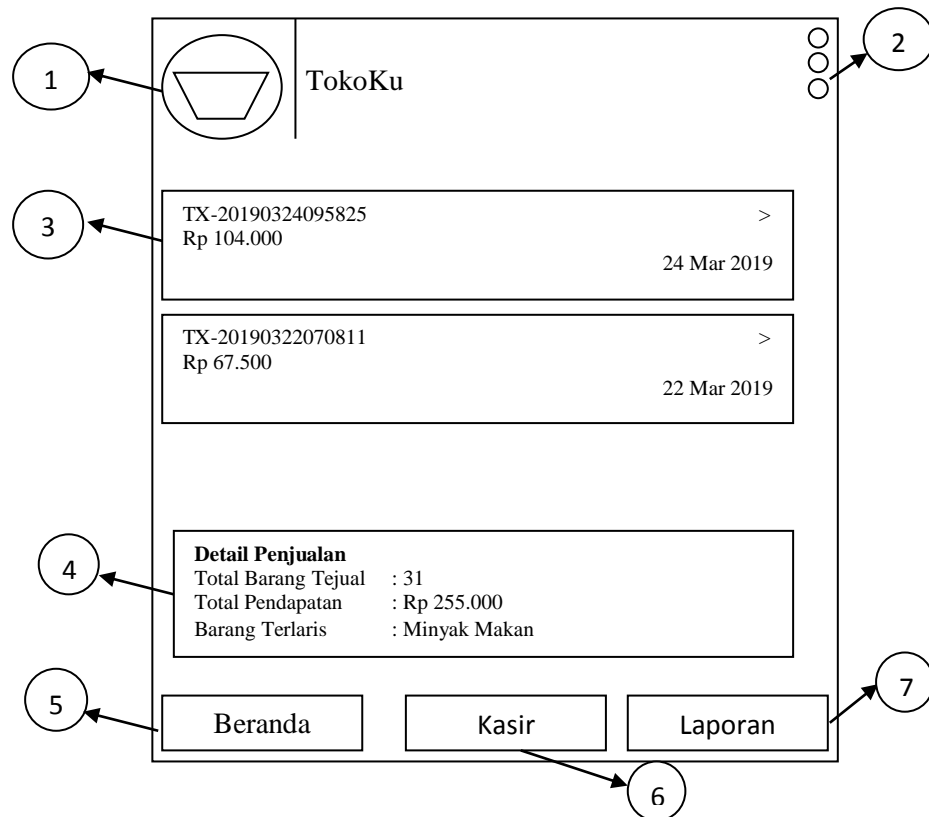 1
TokoKu
2
3
TX-20190324095825 >
Rp 104.000
24 Mar 2019
TX-20190322070811 >
Rp 67.500
22 Mar 2019
4
Detail Penjualan
Total Barang Tejual : 31
Total Pendapatan : Rp 255.000
Barang Terlaris : Minyak Makan
5
Beranda
Kasir
Laporan
7
6